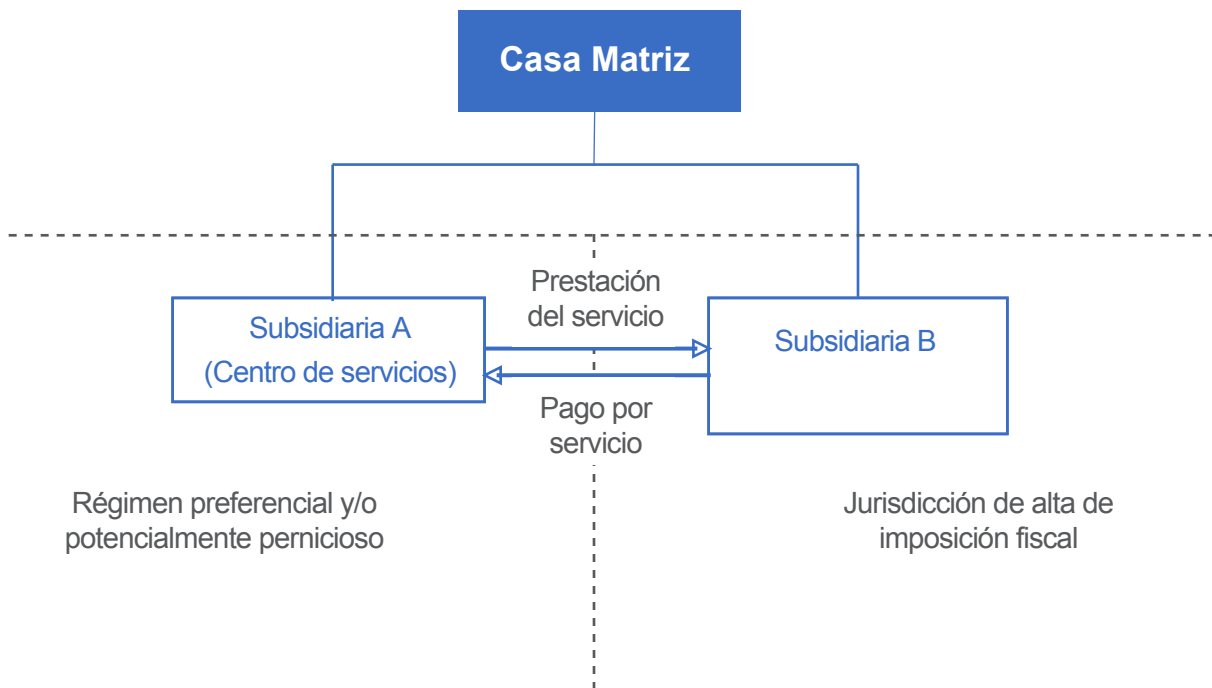 Casa Matriz
Prestación
del servicio
Subsidiaria A
(Centro de servicios)
Subsidiaria B
Pago por
servicio
Régimen preferencial y/o
potencialmente pernicioso
Jurisdicción de alta de
imposición fiscal